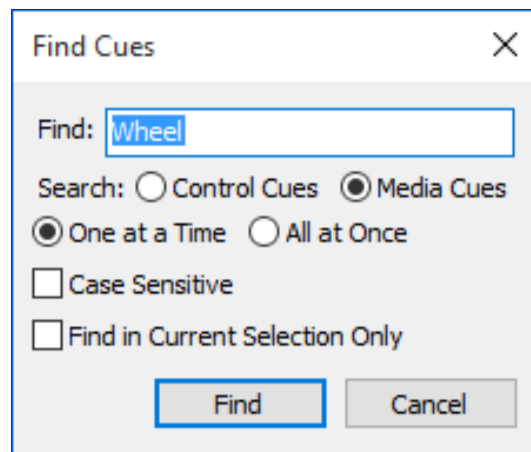 Find Cues
Find: Wheel
Search: Control Cues Media Cues
One at a Time All at Once
Case Sensitive
Find in Current Selection Only
Find Cancel